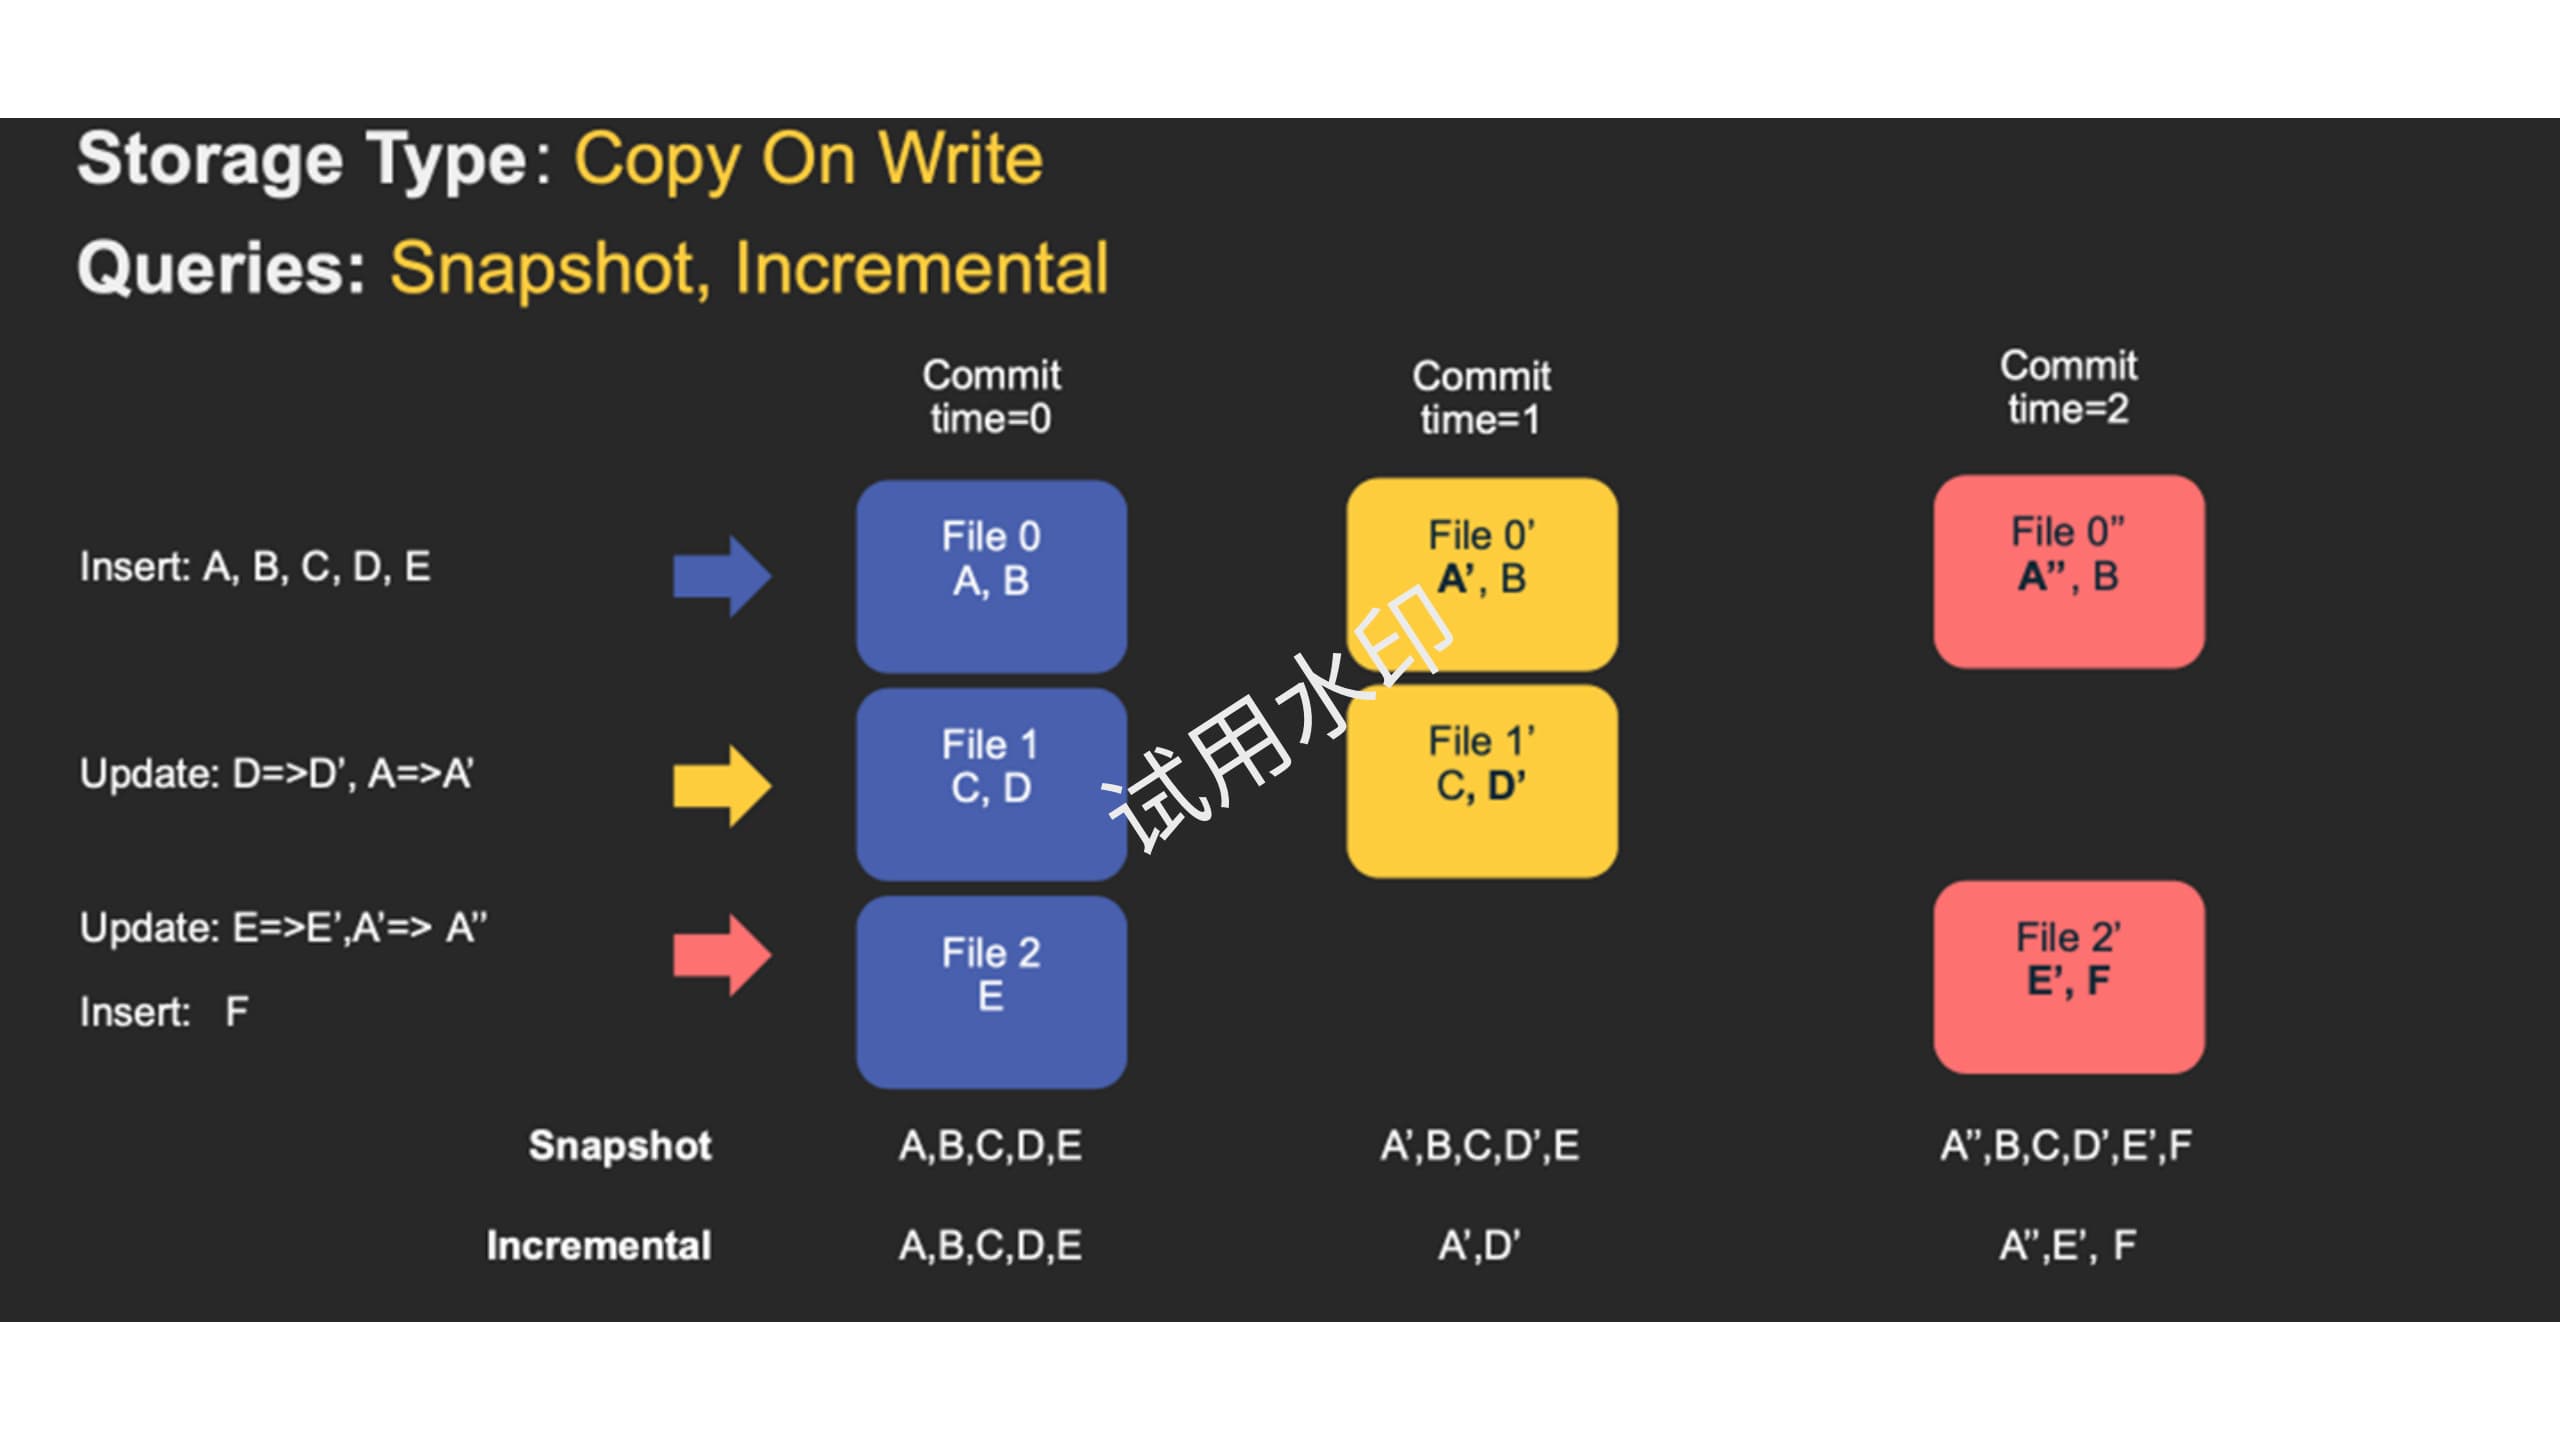 Storage Type: Copy On Write
Queries: Snapshot, Incremental
Commit
time=0
Commit
time=1
Commit
time=2
Insert: A, B, C, D, E
File 0
A, B
File 0’
A’, B
File 0”
A”, B
Update: D=>D’, A=>A’
File 1
C, D
File 1’
C, D’
Update: E=>E’,A’=> A”
Insert: F
File 2
E
File 2’
E’, F
试用水印
Snapshot A,B,C,D,E A’,B,C,D’,E A”,B,C,D’,E’,F
Incremental A,B,C,D,E A’,D’ A”,E’, F